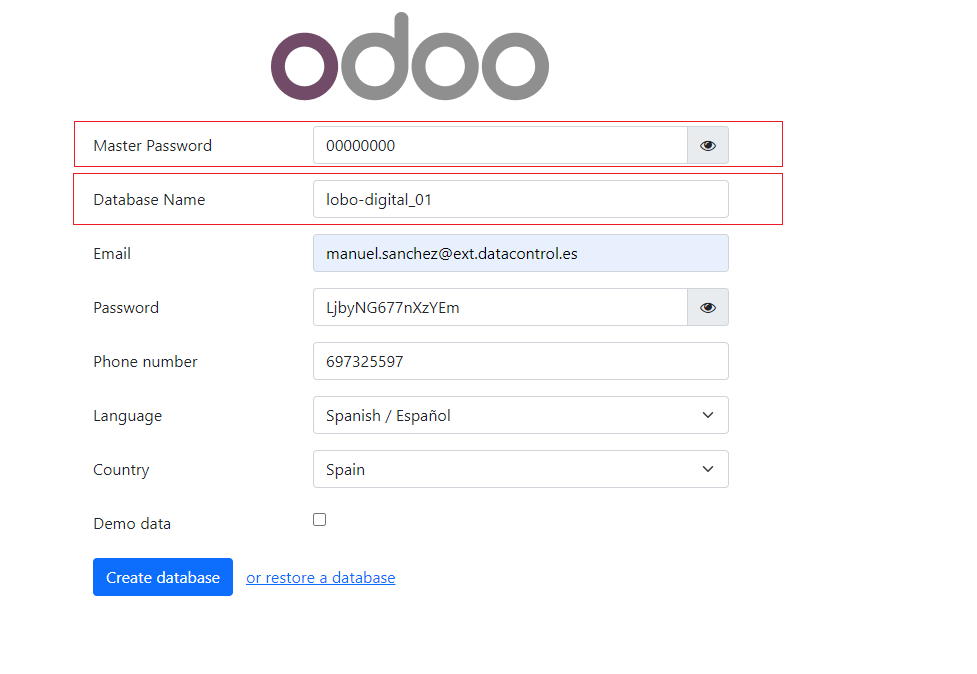 odoo
Master Password 00000000
Database Name lobo-digital_01
Email manuel.sanchez@ext.datacontrol.es
Password LjbyNG677nXzYEm
Phone number 697325597
Language Spanish / Español
Country Spain
Demo data
Create database or restore a database